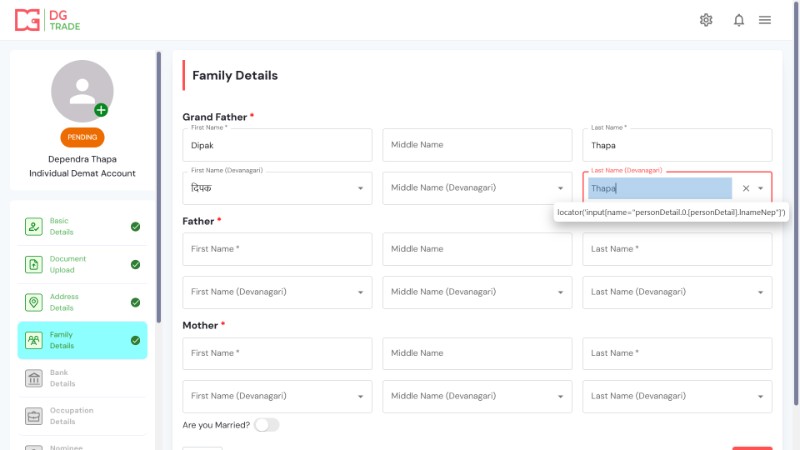 DG
TRADE
Family Details
PENDING
Dependra Thapa
Individual Demat Account
Basic
Details
Document
Upload
Address
Details
Family
Details
Bank
Details
Occupation
Details
Nominee
Grand Father *
First Name *
Dipak
Middle Name
Last Name *
Thapa
First Name (Devanagari)
दिपक
Middle Name (Devanagari)
Last Name (Devanagari)
Thapa
locator('input[name="personDetail.0.[personDetail].lnameNep"]')
Father *
First Name *
Middle Name
Last Name *
First Name (Devanagari)
Middle Name (Devanagari)
Last Name (Devanagari)
Mother *
First Name *
Middle Name
Last Name *
First Name (Devanagari)
Middle Name (Devanagari)
Last Name (Devanagari)
Are you Married?